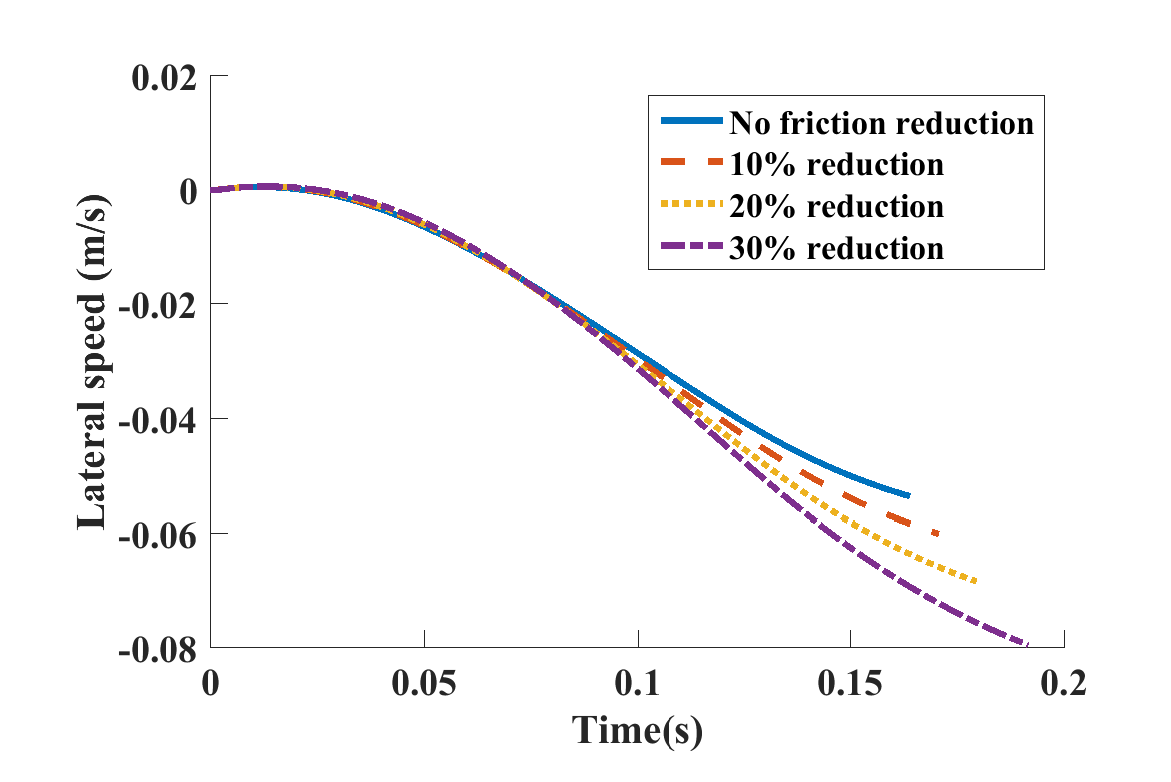 0.02
0
-0.02
-0.04
-0.06
-0.08
Lateral speed (m/s)
No friction reduction
10% reduction
20% reduction
30% reduction
0 0.05 0.1 0.15 0.2
Time(s)